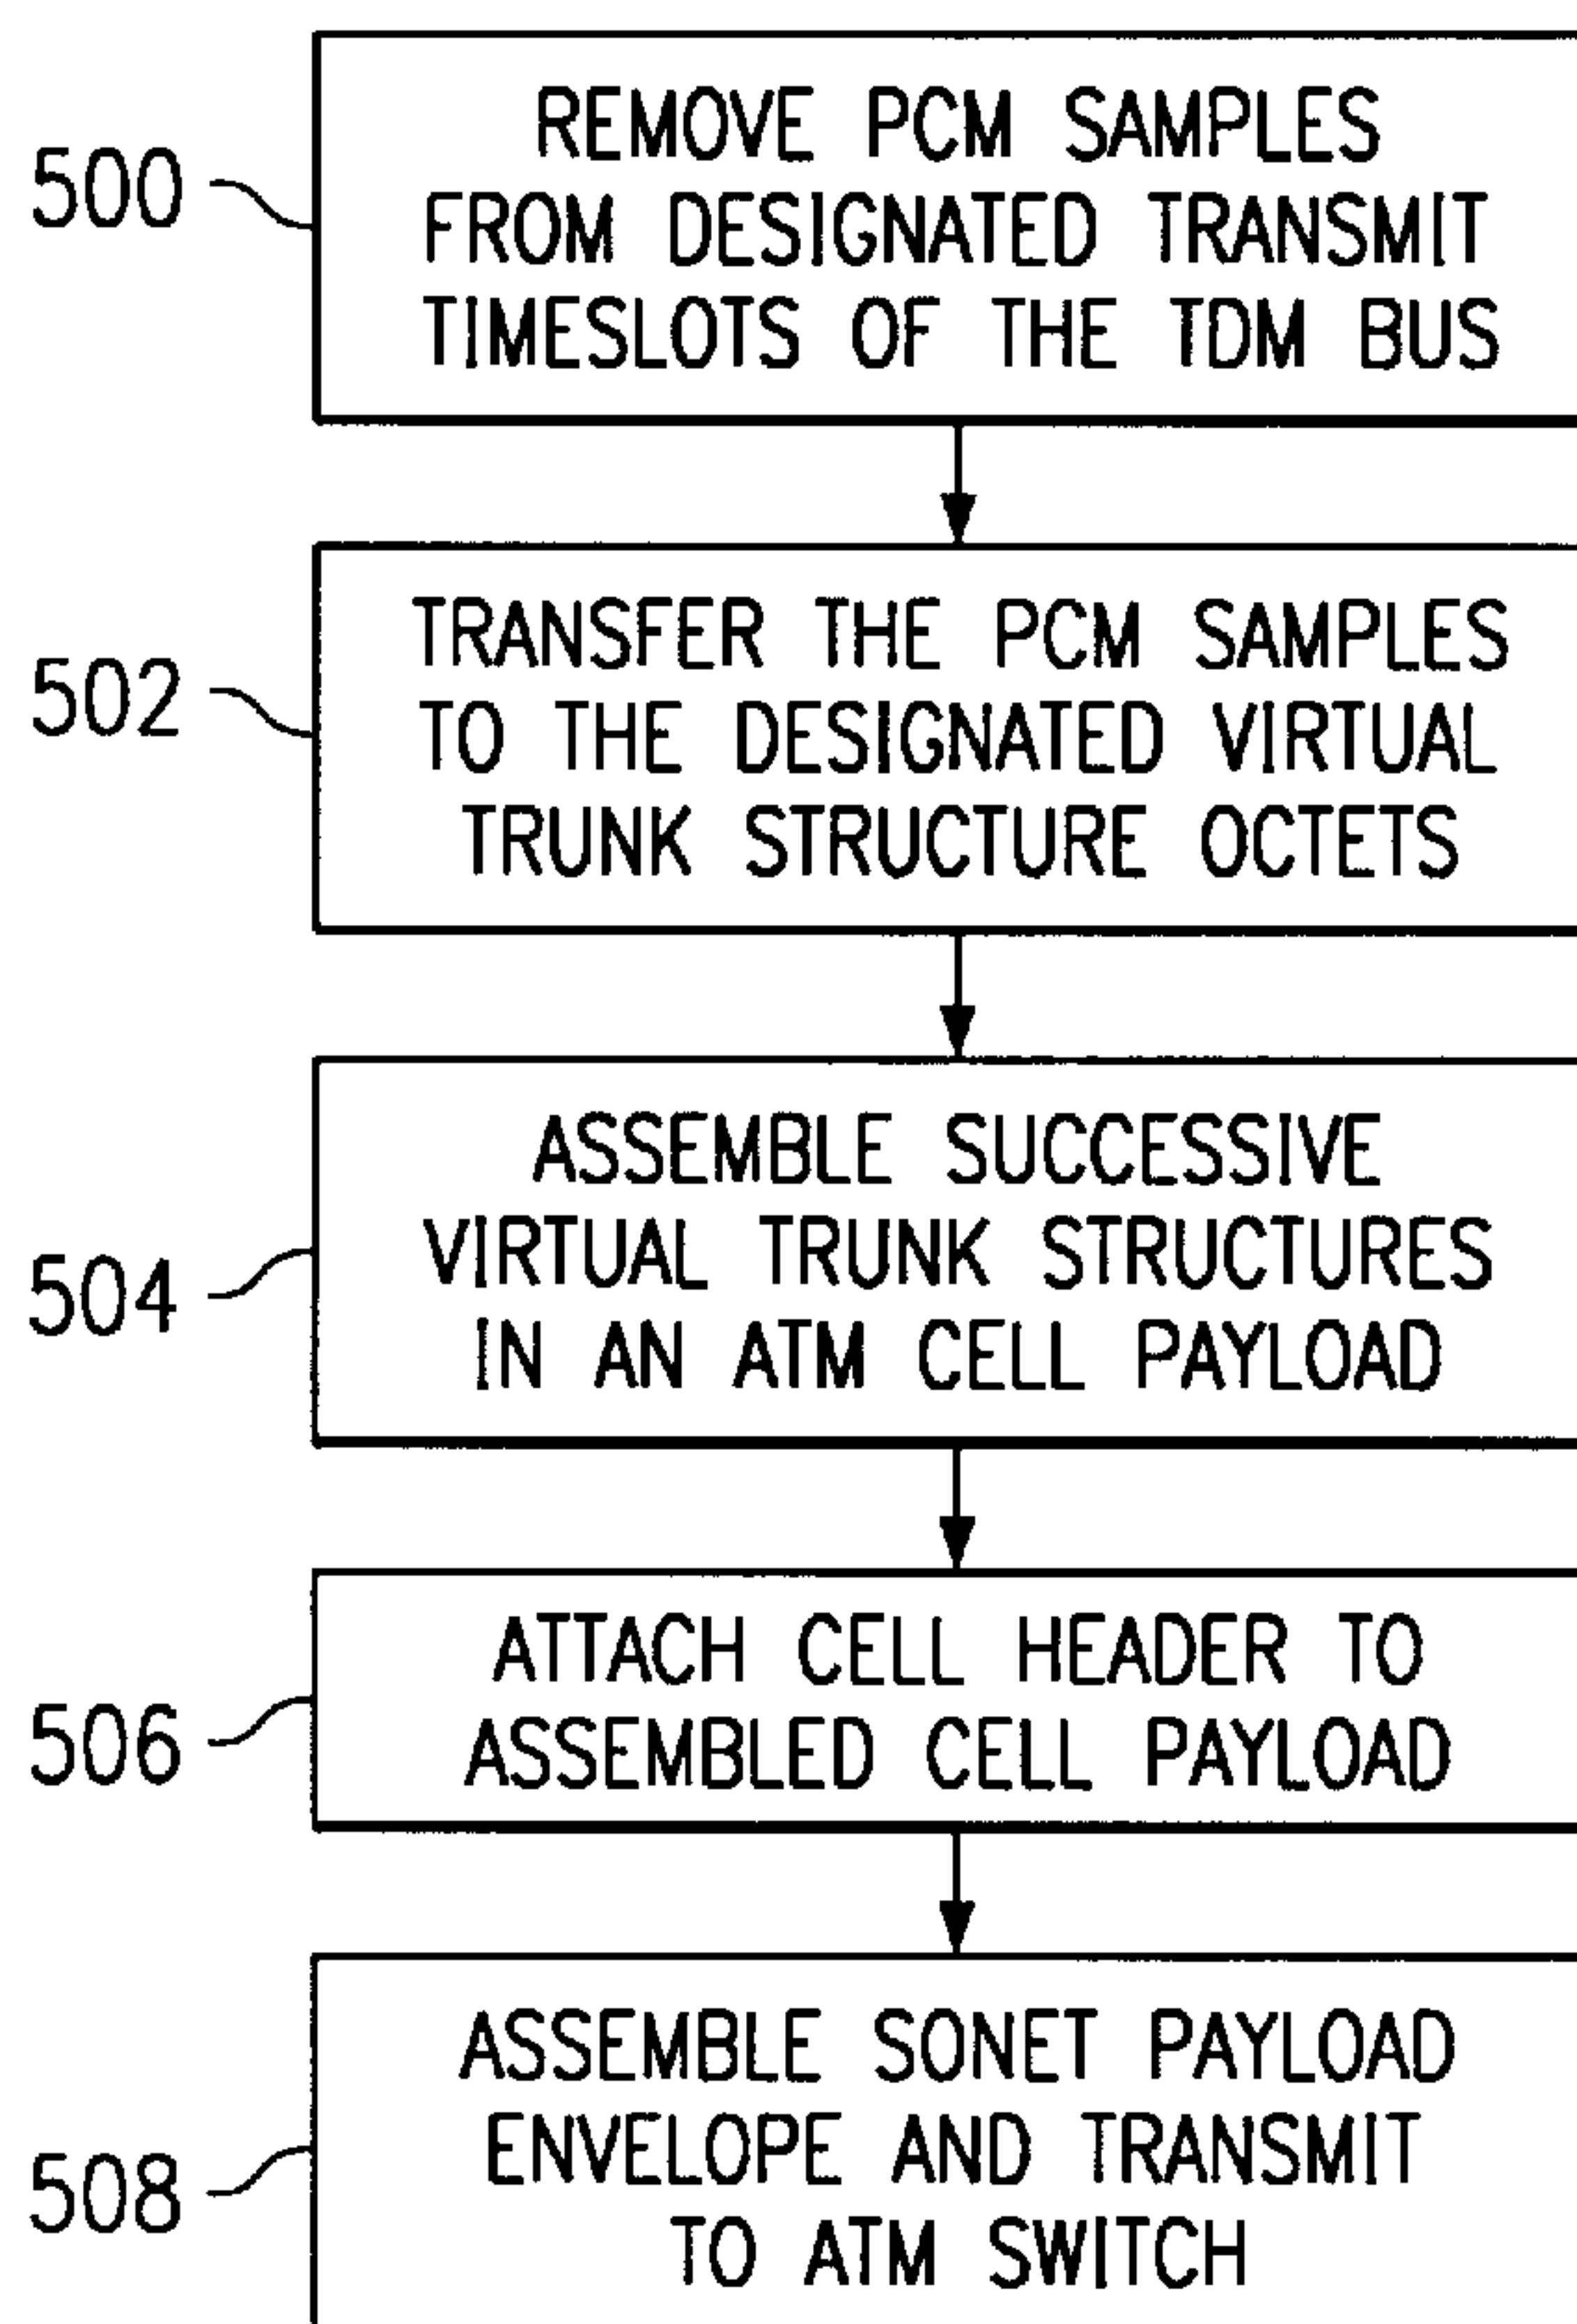 500
REMOVE PCM SAMPLES
FROM DESIGNATED TRANSMIT
TIMESLOTS OF THE TDM BUS
502
TRANSFER THE PCM SAMPLES
TO THE DESIGNATED VIRTUAL
TRUNK STRUCTURE OCTETS
504
ASSEMBLE SUCCESSIVE
VIRTUAL TRUNK STRUCTURES
IN AN ATM CELL PAYLOAD
506
ATTACH CELL HEADER TO
ASSEMBLED CELL PAYLOAD
508
ASSEMBLE SONET PAYLOAD
ENVELOPE AND TRANSMIT
TO ATM SWITCH